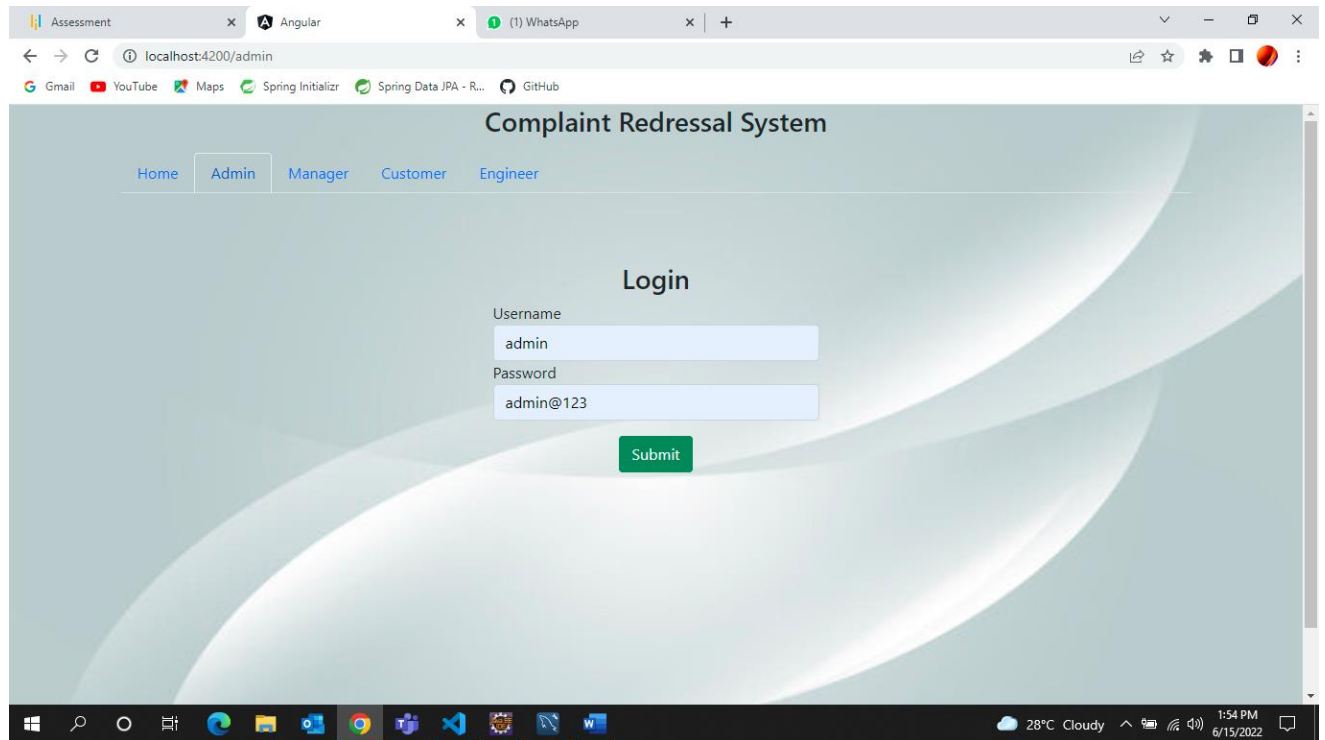 Assessment
Angular
(1) WhatsApp
localhost:4200/admin
Gmail YouTube Maps Spring Initializr Spring Data JPA - R... GitHub
Complaint Redressal System
Home Admin Manager Customer Engineer
Login
Username
admin
Password
admin@123
Submit
28°C Cloudy
1:54 PM
6/15/2022